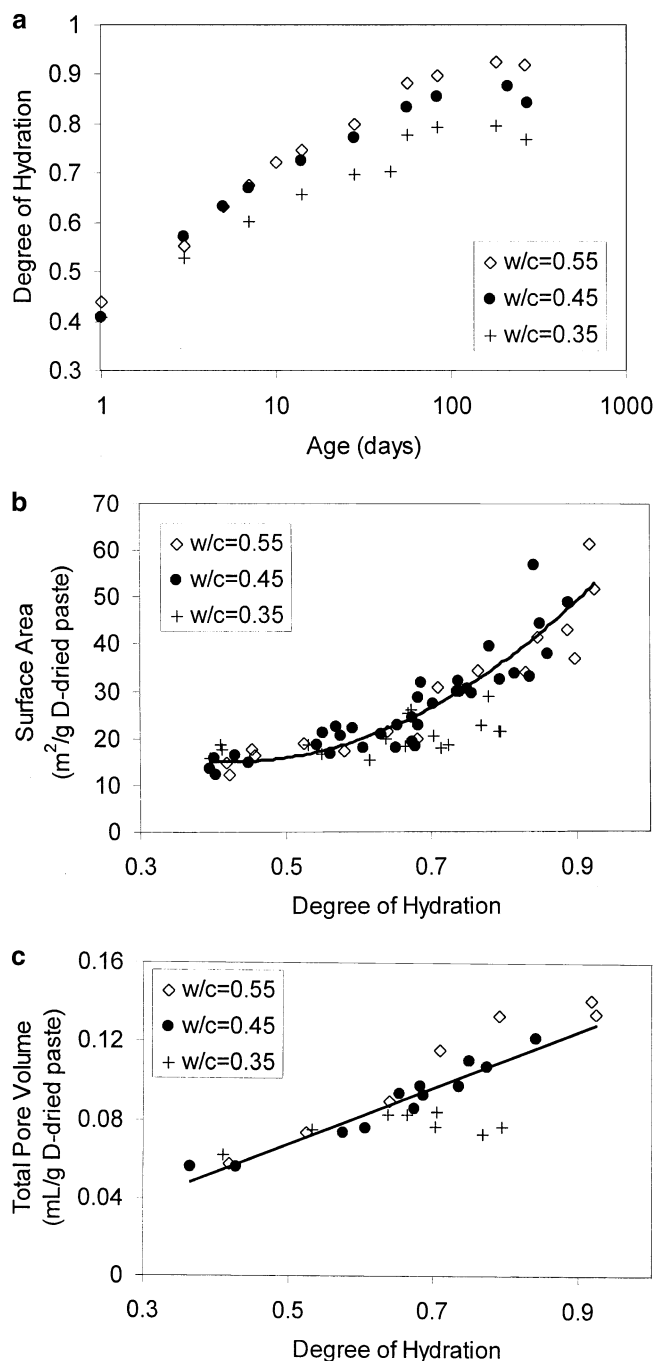 a
1
0.9
0.8
0.7
0.6
0.5
0.4
0.3
Degree of Hydration
w/c=0.55
w/c=0.45
w/c=0.35
1
10
100
1000
Age (days)
b
70
60
50
40
30
20
10
0
Surface Area
(m²/g D-dried paste)
w/c=0.55
w/c=0.45
w/c=0.35
0.3
0.5
0.7
0.9
Degree of Hydration
c
0.16
0.12
0.08
0.04
0
Total Pore Volume
(mL/g D-dried paste)
w/c=0.55
w/c=0.45
w/c=0.35
0.3
0.5
0.7
0.9
Degree of Hydration